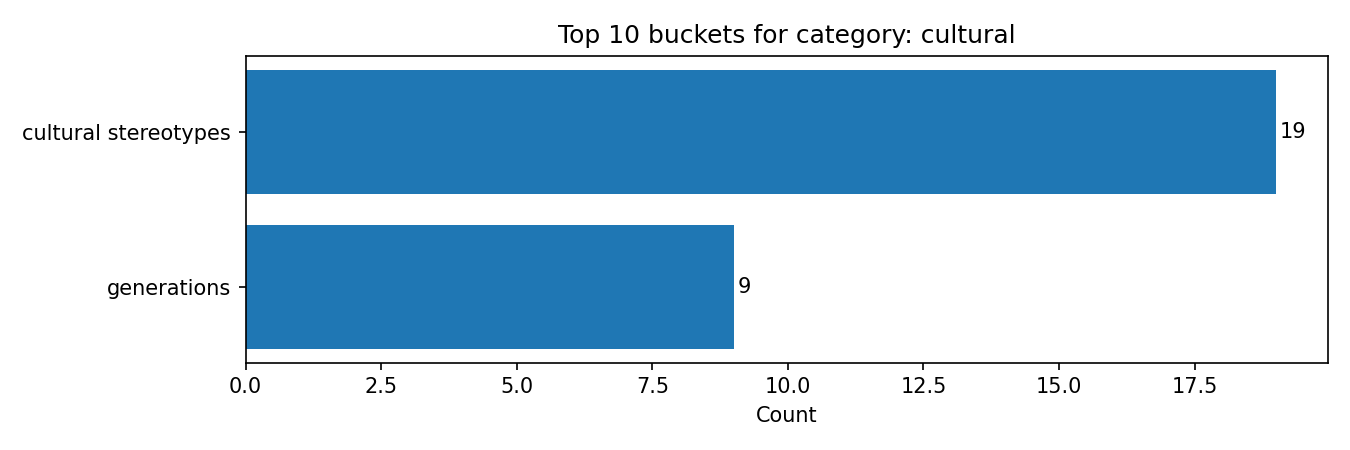 Top 10 buckets for category: cultural
cultural stereotypes
19
generations
9
0.0 2.5 5.0 7.5 10.0 12.5 15.0 17.5
Count